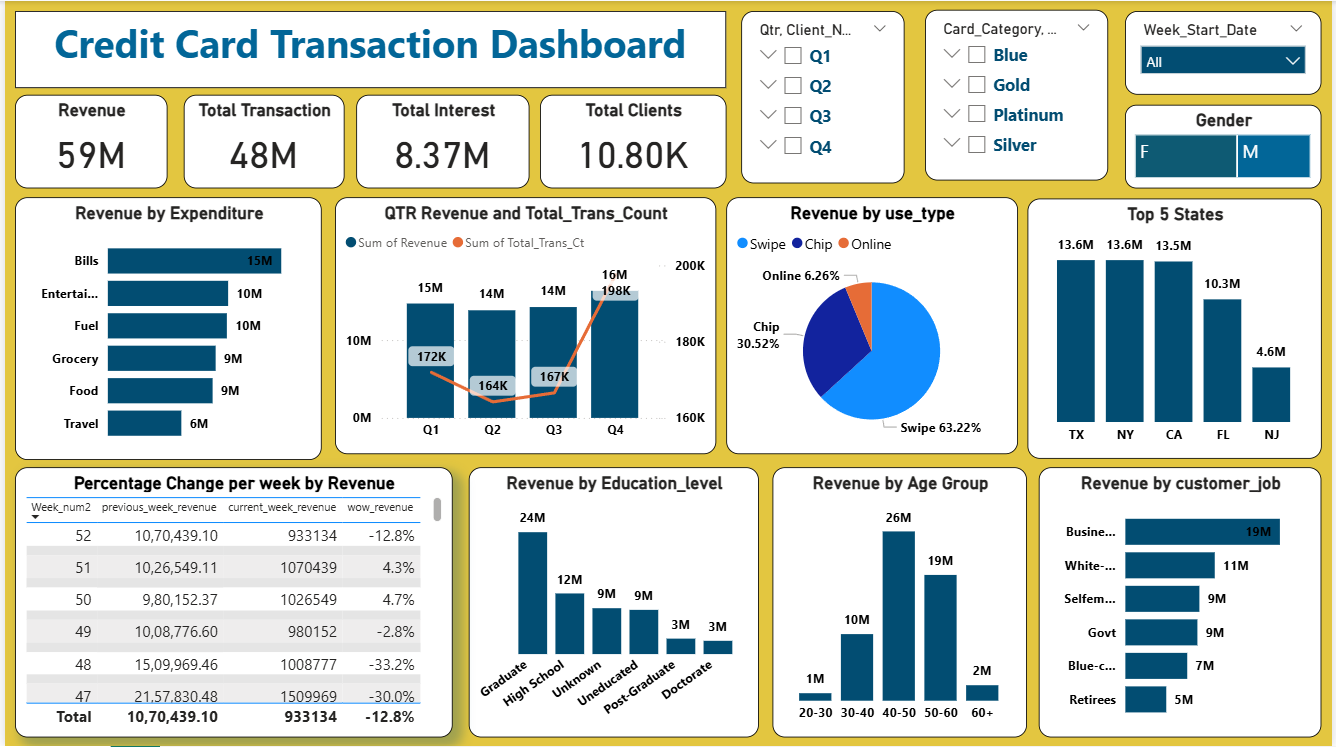 Credit Card Transaction Dashboard
Qtr, Client_N...
Q1
Q2
Q3
Q4
Card_Category, ...
Blue
Gold
Platinum
Silver
Week_Start_Date
All
Gender
F M
Revenue
59M
Total Transaction
48M
Total Interest
8.37M
Total Clients
10.80K
Revenue by Expenditure
Bills 15M
Entertai... 10M
Fuel 10M
Grocery 9M
Food 9M
Travel 6M
QTR Revenue and Total_Trans_Count
Sum of Revenue Sum of Total_Trans_Ct
200K
15M 14M 14M 16M
198K
10M 180K
172K 164K 167K
0M 160K
Q1 Q2 Q3 Q4
Revenue by use_type
Swipe Chip Online
Online 6.26%
Chip
30.52%
Swipe 63.22%
Top 5 States
13.6M 13.6M 13.5M 10.3M 4.6M
TX NY CA FL NJ
Percentage Change per week by Revenue
Week_num2 previous_week_revenue current_week_revenue wow_revenue
52 10,70,439.10 933134 -12.8%
51 10,26,549.11 1070439 4.3%
50 9,80,152.37 1026549 4.7%
49 10,08,776.60 980152 -2.8%
48 15,09,969.46 1008777 -33.2%
47 21,57,830.48 1509969 -30.0%
Total 10,70,439.10 933134 -12.8%
Revenue by Education_level
24M 12M 9M 9M 3M 3M
Graduate High School Unknown Uneducated Post-Graduate Doctorate
Revenue by Age Group
1M 10M 26M 19M 2M
20-30 30-40 40-50 50-60 60+
Revenue by customer_job
Busine... 19M
White-... 11M
Selfem... 9M
Govt 9M
Blue-c... 7M
Retirees 5M